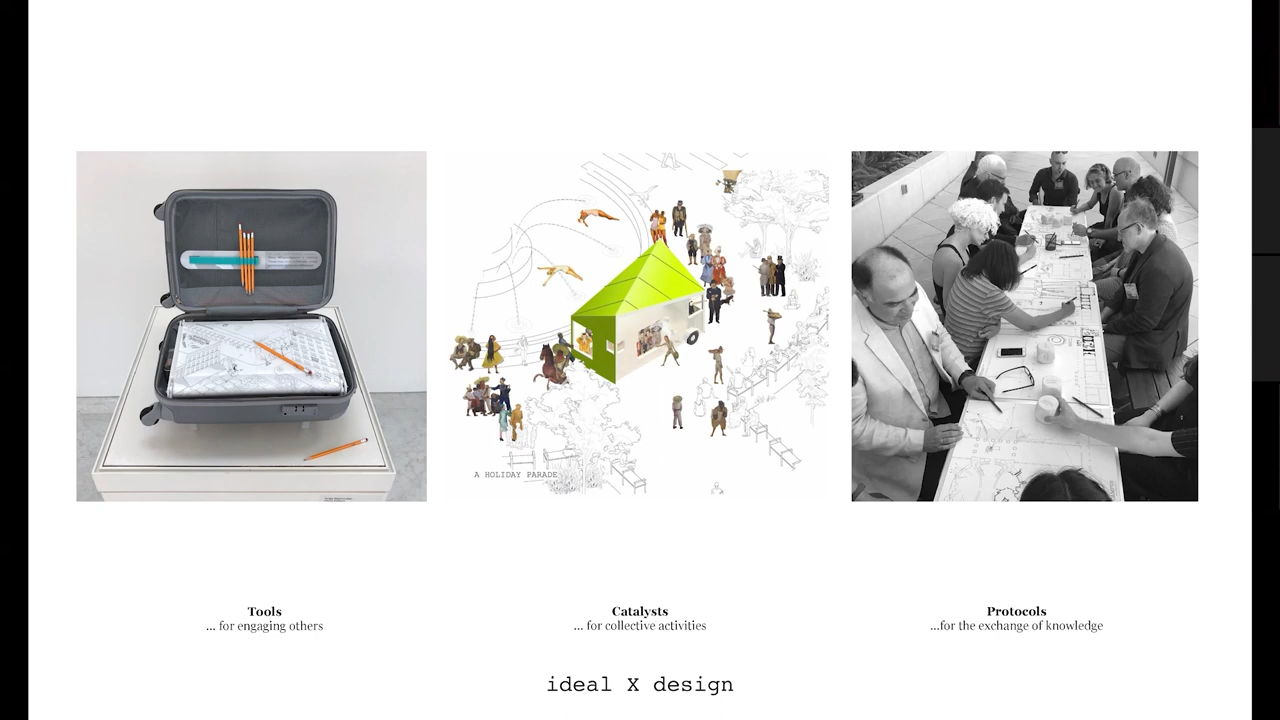 A HOLIDAY PARADE
Tools
... for engaging others
Catalysts
... for collective activities
Protocols
...for the exchange of knowledge
ideal X design